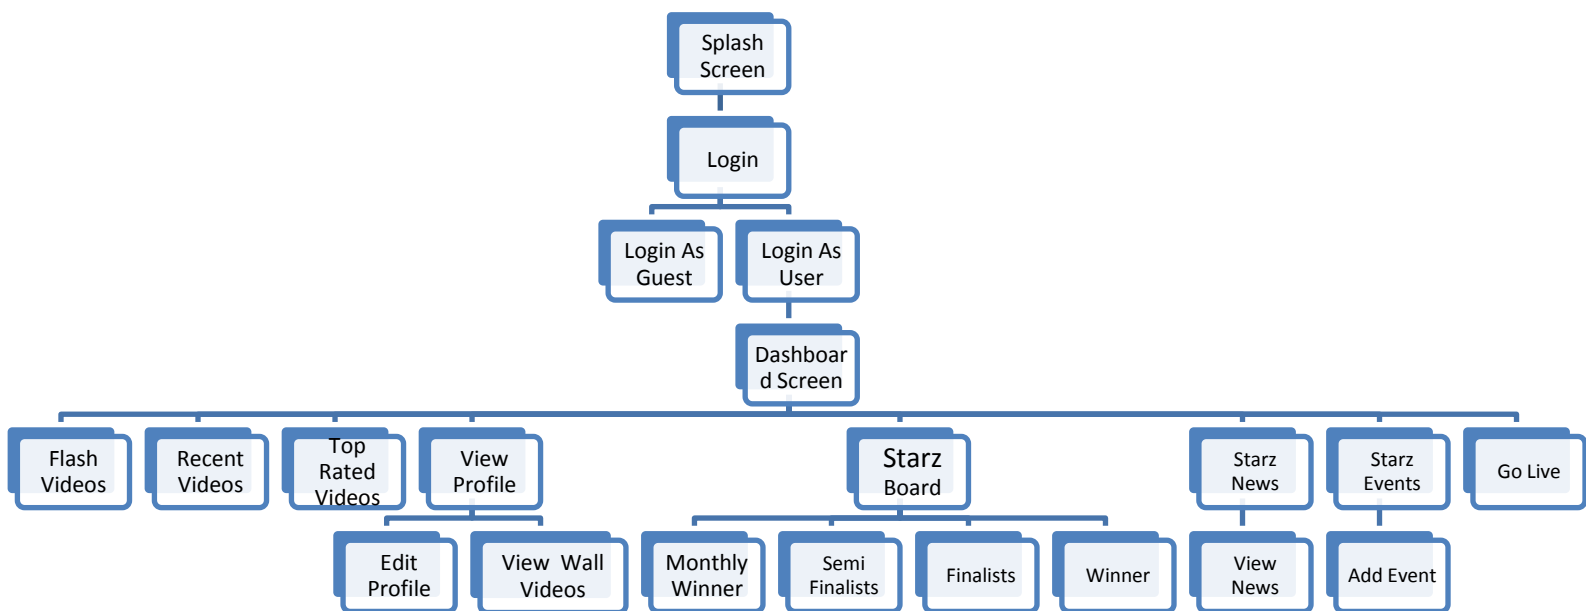 Splash
Screen
Login
Login As
Guest
Login As
User
Dashboar
d Screen
Flash
Videos
Recent
Videos
Top
Rated
Videos
View
Profile
Starz
Board
Starz
News
Starz
Events
Go Live
Edit
Profile
View Wall
Videos
Monthly
Winner
Semi
Finalists
Finalists
Winner
View
News
Add Event